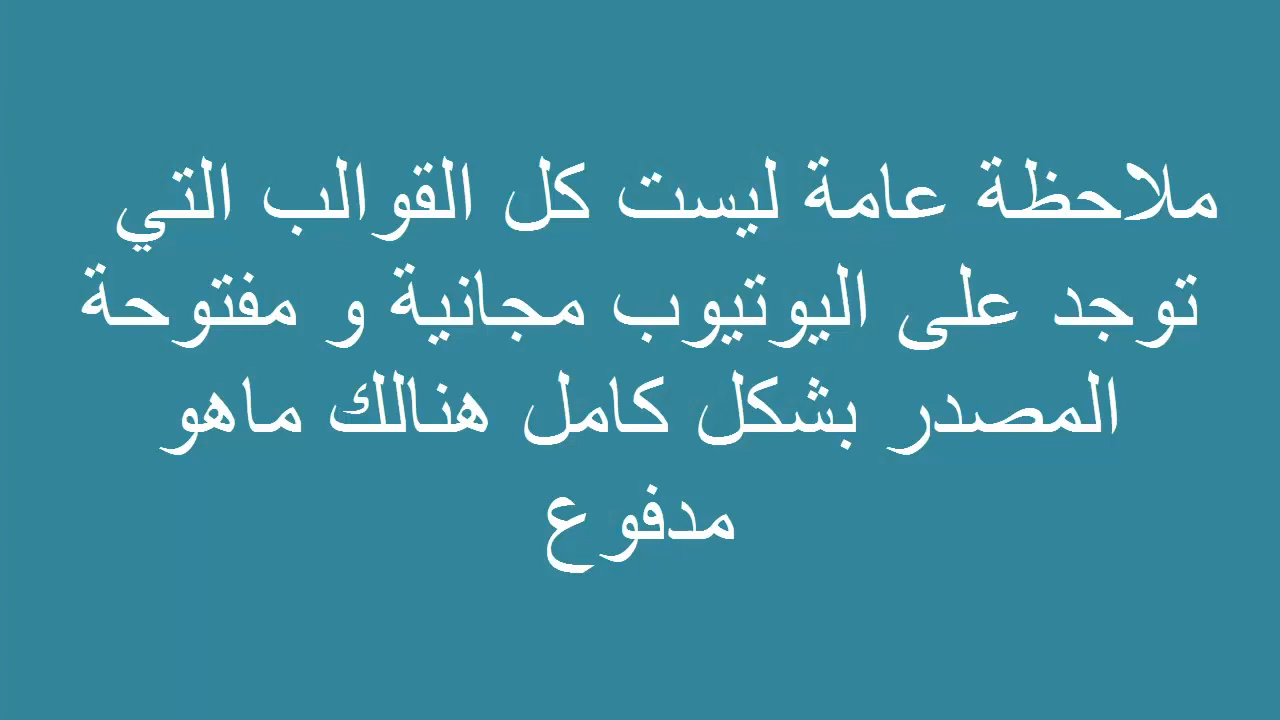 ملاحظة عامة ليست كل القوالب التي
توجد على اليوتيوب مجانية و مفتوحة
المصدر بشكل كامل هنالك ماهو
مدفوع